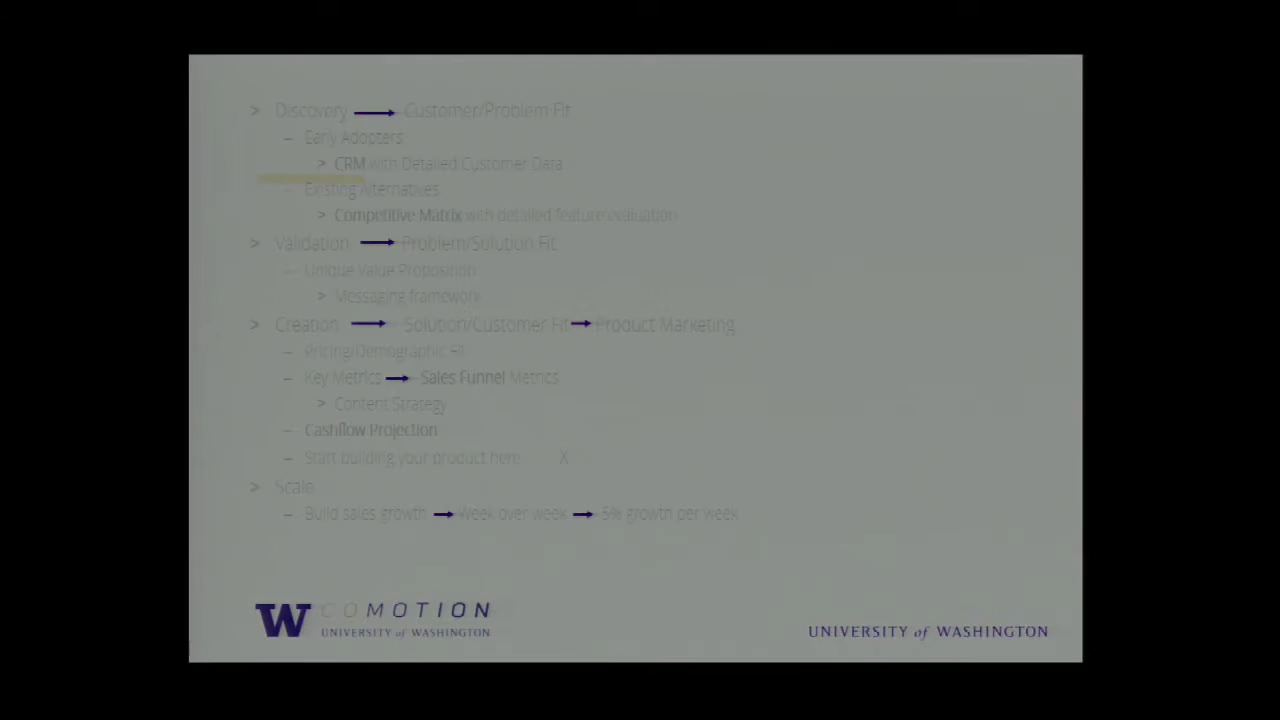 > Discovery → Customer/Problem Fit
– Early Adopters
> CRM with Detailed Customer Data
– Existing Alternatives
> Competitive Matrix with detailed feature evaluation
> Validation → Problem/Solution Fit
– Unique Value Proposition
> Messaging framework
> Creation → Solution/Customer Fit → Product Marketing
– Pricing/Demographic Fit
– Key Metrics → Sales Funnel Metrics
> Content Strategy
– Cashflow Projection
– Start building your product here X
> Scale
– Build sales growth → Week over week → 5% growth per week
W COMOTION
UNIVERSITY of WASHINGTON
UNIVERSITY of WASHINGTON